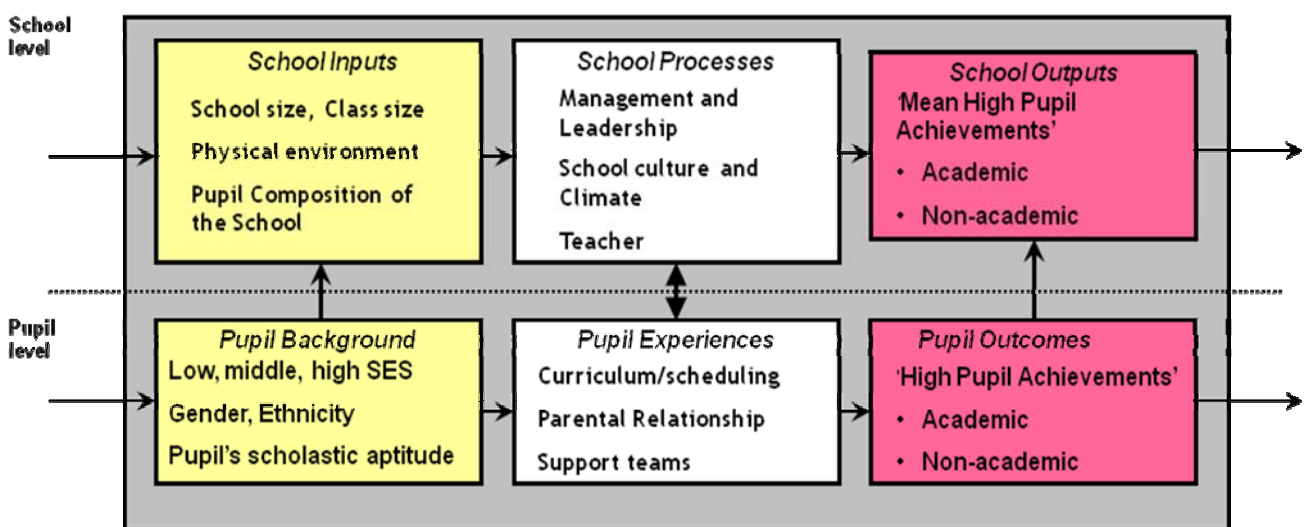 School
level
School Inputs
School size, Class size
Physical environment
Pupil Composition of
the School
School Processes
Management and
Leadership
School culture and
Climate
Teacher
School Outputs
‘Mean High Pupil
Achievements’
• Academic
• Non-academic
Pupil
level
Pupil Background
Low, middle, high SES
Gender, Ethnicity
Pupil’s scholastic aptitude
Pupil Experiences
Curriculum/scheduling
Parental Relationship
Support teams
Pupil Outcomes
‘High Pupil Achievements’
• Academic
• Non-academic